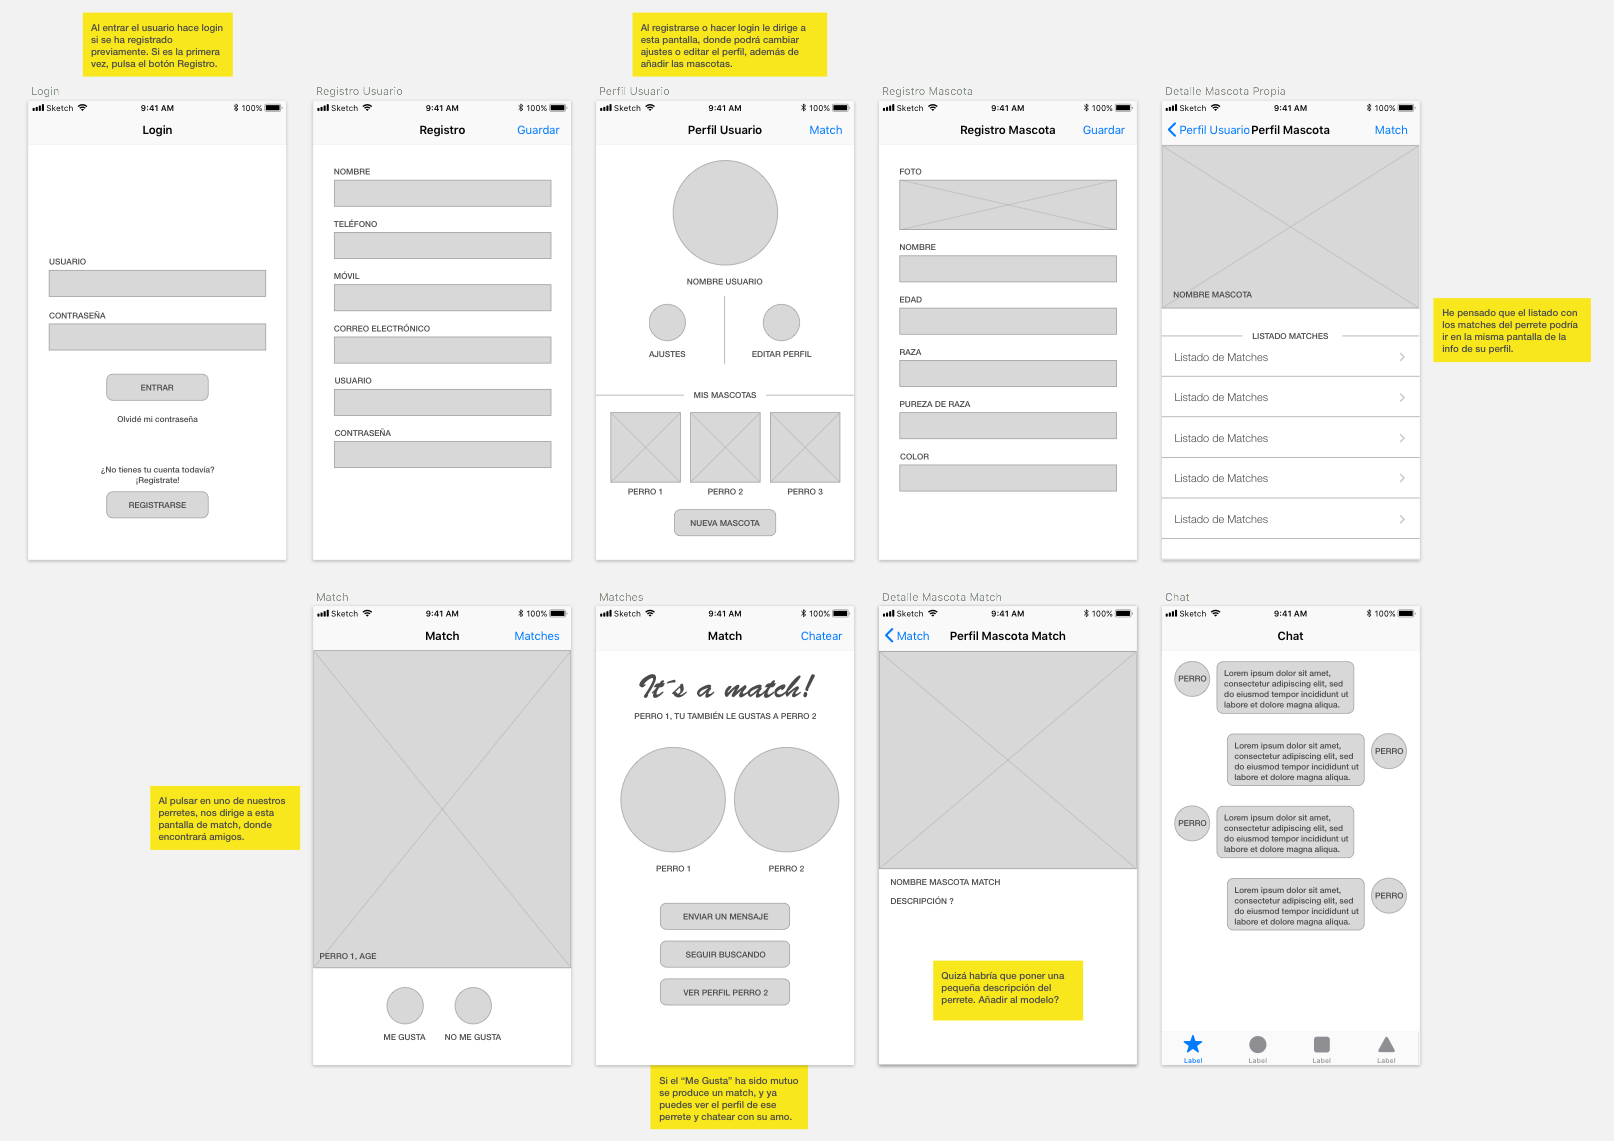 Al entrar el usuario hace login
si se ha registrado
previamente. Si es la primera
vez, pulsa el botón Registro.
Al registrarse o hacer login le dirige a
esta pantalla, donde podrá cambiar
ajustes o editar el perfil, además de
añadir las mascotas.
Login
Sketch 9:41 AM 100%
Login
USUARIO
CONTRASEÑA
ENTRAR
Olvidé mi contraseña
¿No tienes tu cuenta todavía?
¡Regístrate!
REGISTRARSE
Registro Usuario
Sketch 9:41 AM 100%
Registro Guardar
NOMBRE
TELÉFONO
MÓVIL
CORREO ELECTRÓNICO
USUARIO
CONTRASEÑA
Perfil Usuario
Sketch 9:41 AM 100%
Perfil Usuario Match
NOMBRE USUARIO
AJUSTES EDITAR PERFIL
MIS MASCOTAS
PERRO 1 PERRO 2 PERRO 3
NUEVA MASCOTA
Registro Mascota
Sketch 9:41 AM 100%
Registro Mascota Guardar
FOTO
NOMBRE
EDAD
RAZA
PUREZA DE RAZA
COLOR
Detalle Mascota Propia
Sketch 9:41 AM 100%
Perfil Usuario Perfil Mascota Match
NOMBRE MASCOTA
LISTADO MATCHES
Listado de Matches
Listado de Matches
Listado de Matches
Listado de Matches
Listado de Matches
He pensado que el listado con
los matches del perrete podría
ir en la misma pantalla de la
info de su perfil.
Al pulsar en uno de nuestros
perretes, nos dirige a esta
pantalla de match, donde
encontrará amigos.
Match
Sketch 9:41 AM 100%
Match Matches
PERRO 1, AGE
ME GUSTA NO ME GUSTA
Matches
Sketch 9:41 AM 100%
Match Chatear
It´s a match!
PERRO 1, TU TAMBIÉN LE GUSTAS A PERRO 2
PERRO 1 PERRO 2
ENVIAR UN MENSAJE
SEGUIR BUSCANDO
VER PERFIL PERRO 2
Si el “Me Gusta” ha sido mutuo
se produce un match, y ya
puedes ver el perfil de ese
perrete y chatear con su amo.
Detalle Mascota Match
Sketch 9:41 AM 100%
Match Perfil Mascota Match
NOMBRE MASCOTA MATCH
DESCRIPCIÓN ?
Quizá habría que poner una
pequeña descripción del
perrete. Añadir al modelo?
Chat
Sketch 9:41 AM 100%
Chat
PERRO
Lorem ipsum dolor sit amet,
consectetur adipiscing elit, sed
do eiusmod tempor incididunt ut
labore et dolore magna aliqua.
Lorem ipsum dolor sit amet,
consectetur adipiscing elit, sed
do eiusmod tempor incididunt ut
labore et dolore magna aliqua.
PERRO
PERRO
Lorem ipsum dolor sit amet,
consectetur adipiscing elit, sed
do eiusmod tempor incididunt ut
labore et dolore magna aliqua.
Lorem ipsum dolor sit amet,
consectetur adipiscing elit, sed
do eiusmod tempor incididunt ut
labore et dolore magna aliqua.
PERRO
Label Label Label Label